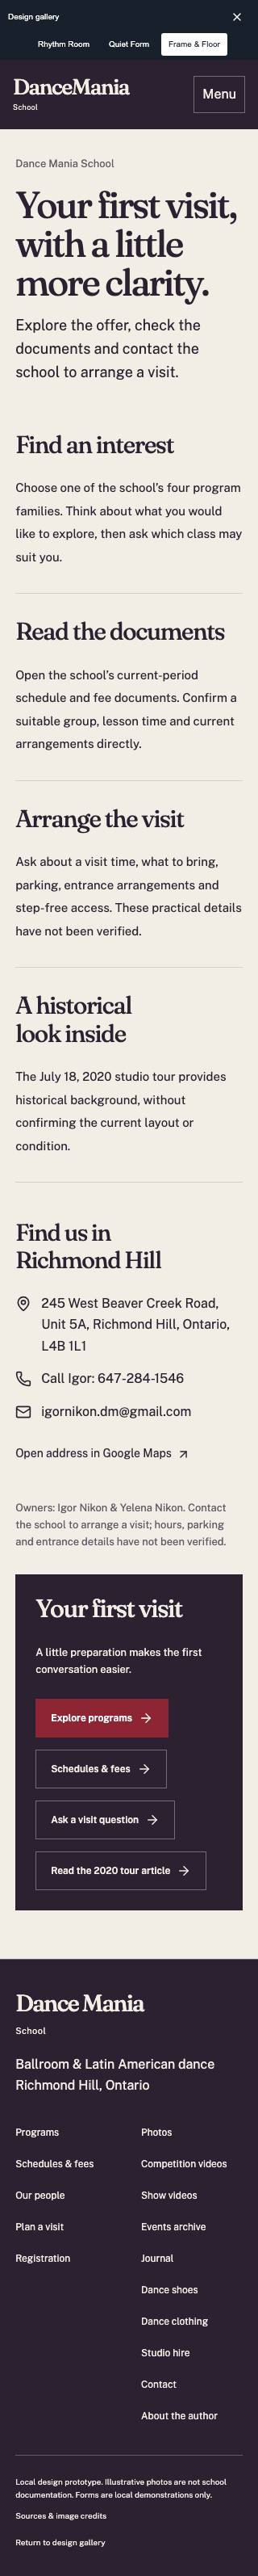 Design gallery
Rhythm Room Quiet Form Frame & Floor
DanceMania
School
Menu
Dance Mania School
Your first visit,
with a little
more clarity.
Explore the offer, check the
documents and contact the
school to arrange a visit.
Find an interest
Choose one of the school’s four program
families. Think about what you would
like to explore, then ask which class may
suit you.
Read the documents
Open the school’s current-period
schedule and fee documents. Confirm a
suitable group, lesson time and current
arrangements directly.
Arrange the visit
Ask about a visit time, what to bring,
parking, entrance arrangements and
step-free access. These practical details
have not been verified.
A historical
look inside
The July 18, 2020 studio tour provides
historical background, without
confirming the current layout or
condition.
Find us in
Richmond Hill
245 West Beaver Creek Road,
Unit 5A, Richmond Hill, Ontario,
L4B 1L1
Call Igor: 647-284-1546
igornikon.dm@gmail.com
Open address in Google Maps
Owners: Igor Nikon & Yelena Nikon. Contact
the school to arrange a visit; hours, parking
and entrance details have not been verified.
Your first visit
A little preparation makes the first
conversation easier.
Explore programs
Schedules & fees
Ask a visit question
Read the 2020 tour article
Dance Mania
School
Ballroom & Latin American dance
Richmond Hill, Ontario
Programs
Schedules & fees
Our people
Plan a visit
Registration
Photos
Competition videos
Show videos
Events archive
Journal
Dance shoes
Dance clothing
Studio hire
Contact
About the author
Local design prototype. Illustrative photos are not school
documentation. Forms are local demonstrations only.
Sources & image credits
Return to design gallery